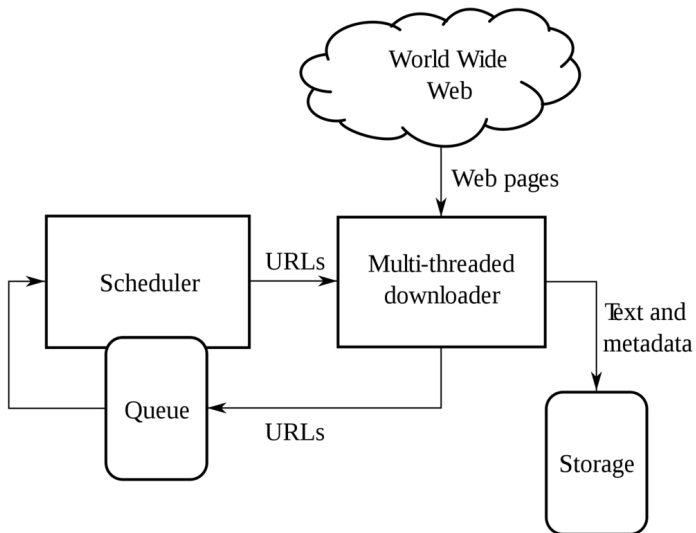 World Wide
Web
Web pages
Scheduler
URLs
Multi-threaded
downloader
Text and
metadata
Queue
URLs
Storage